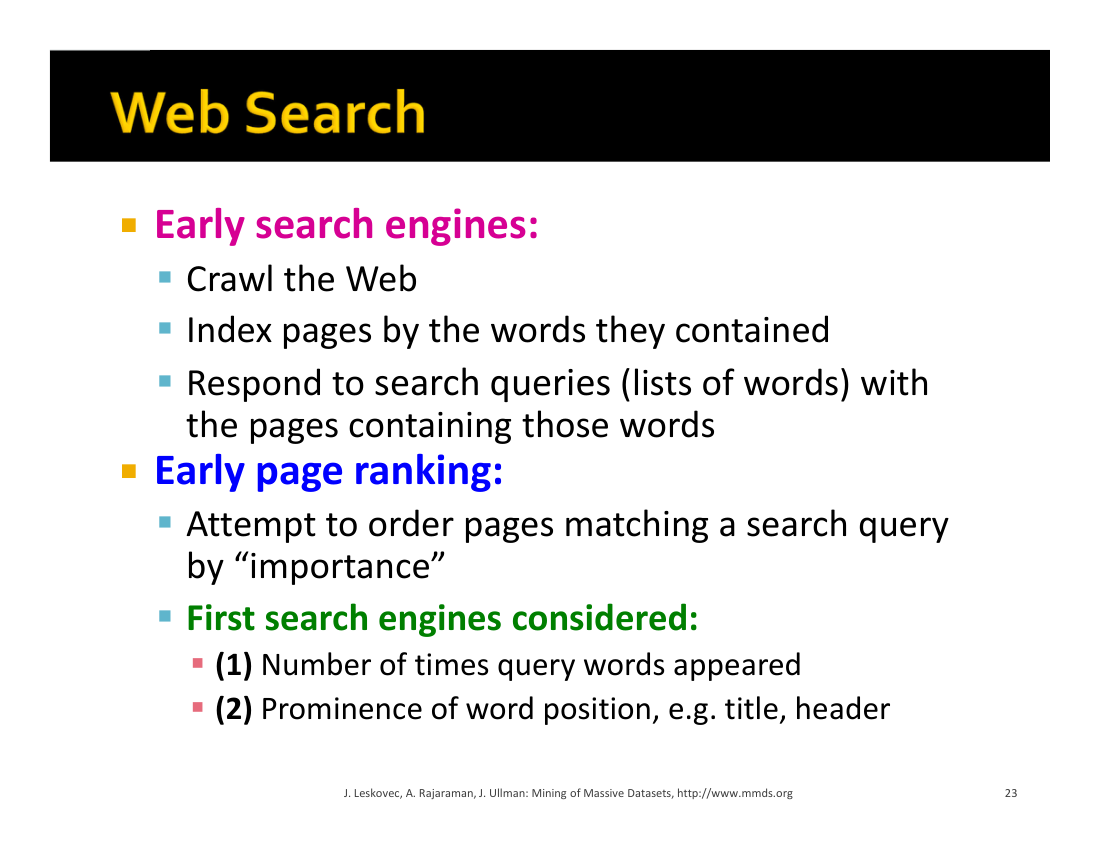 Web Search
Early search engines:
Crawl the Web
Index pages by the words they contained
Respond to search queries (lists of words) with
the pages containing those words
Early page ranking:
Attempt to order pages matching a search query
by “importance”
First search engines considered:
(1) Number of times query words appeared
(2) Prominence of word position, e.g. title, header
J. Leskovec, A. Rajaraman, J. Ullman: Mining of Massive Datasets, http://www.mmds.org
23